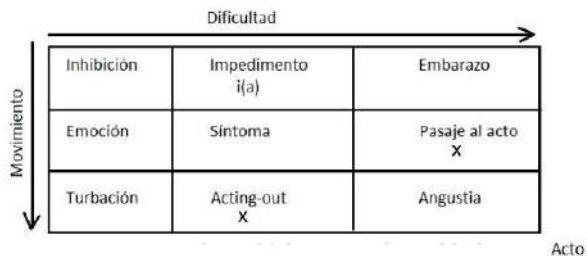 Dificultad
Movimiento
Inhibición Impedimento Embarazo
i(a)
Emoción Síntoma Pasaje al acto
X
Turbación Acting-out Angustia
X
Acto